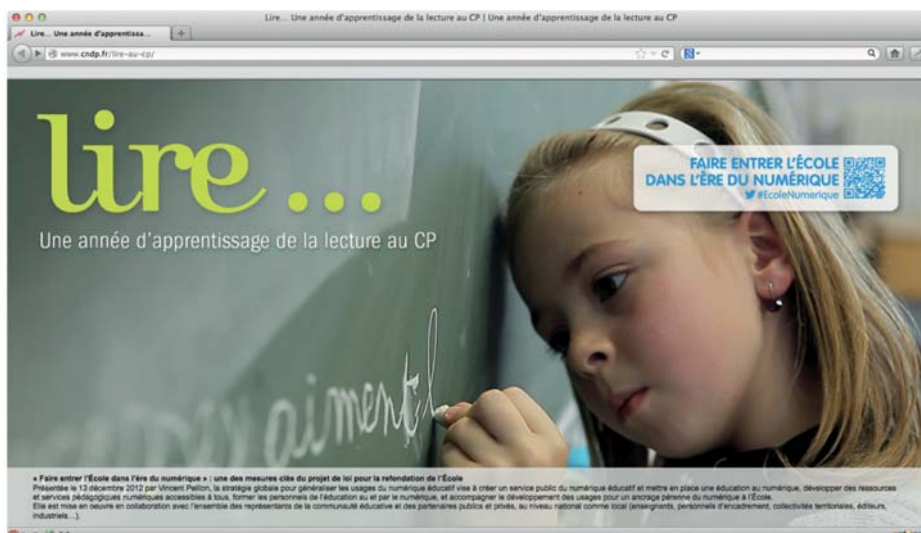 Lire... Une année d'apprentissage de la lecture au CP | Une année d'apprentissage de la lecture au CP
Lire... Une année d'apprentissa...
www.cndp.fr/lire-au-cp/
lire...
Une année d'apprentissage de la lecture au CP
FAIRE ENTRER L'ÉCOLE
DANS L'ÈRE DU NUMÉRIQUE
#EcoleNumerique
aiment l
« Faire entrer l'École dans l'ère du numérique » : une des mesures clés du projet de loi pour la refondation de l'École
Présentée le 13 décembre 2012 par Vincent Peillon, la stratégie globale pour généraliser les usages du numérique éducatif vise à créer un service public du numérique éducatif et mettre en place une éducation au numérique, développer des ressources
et services pédagogiques numériques accessibles à tous, former les personnels de l'éducation au et par le numérique, et accompagner le développement des usages pour un ancrage pérenne du numérique à l'École.
Elle est mise en oeuvre en collaboration avec l'ensemble des représentants de la communauté éducative et des partenaires publics et privés, au niveau national comme local (enseignants, personnels d'encadrement, collectivités territoriales, éditeurs,
industriels…).